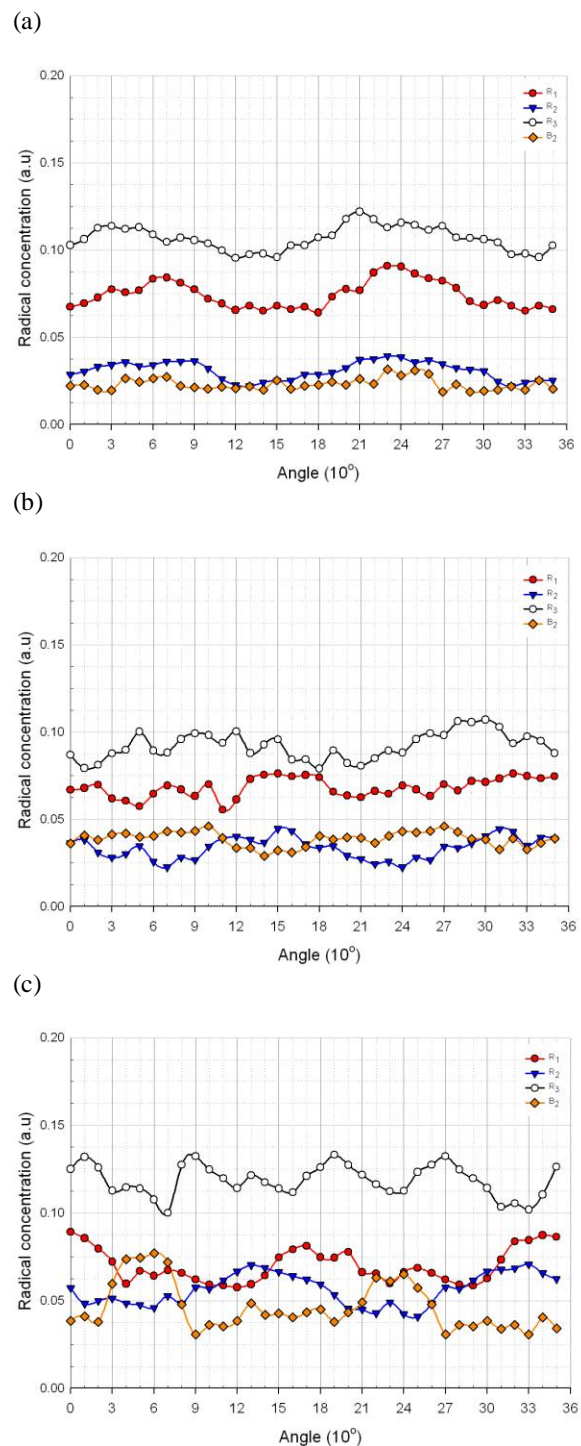 (a)
Radical concentration (a.u)
0.20
0.15
0.10
0.05
0.00
R1
R2
R3
B2
0 3 6 9 12 15 18 21 24 27 30 33 36
Angle (10°)
(b)
Radical concentration (a.u)
0.20
0.15
0.10
0.05
0.00
R1
R2
R3
B2
0 3 6 9 12 15 18 21 24 27 30 33 36
Angle (10°)
(c)
Radical concentration (a.u)
0.20
0.15
0.10
0.05
0.00
R1
R2
R3
B2
0 3 6 9 12 15 18 21 24 27 30 33 36
Angle (10°)